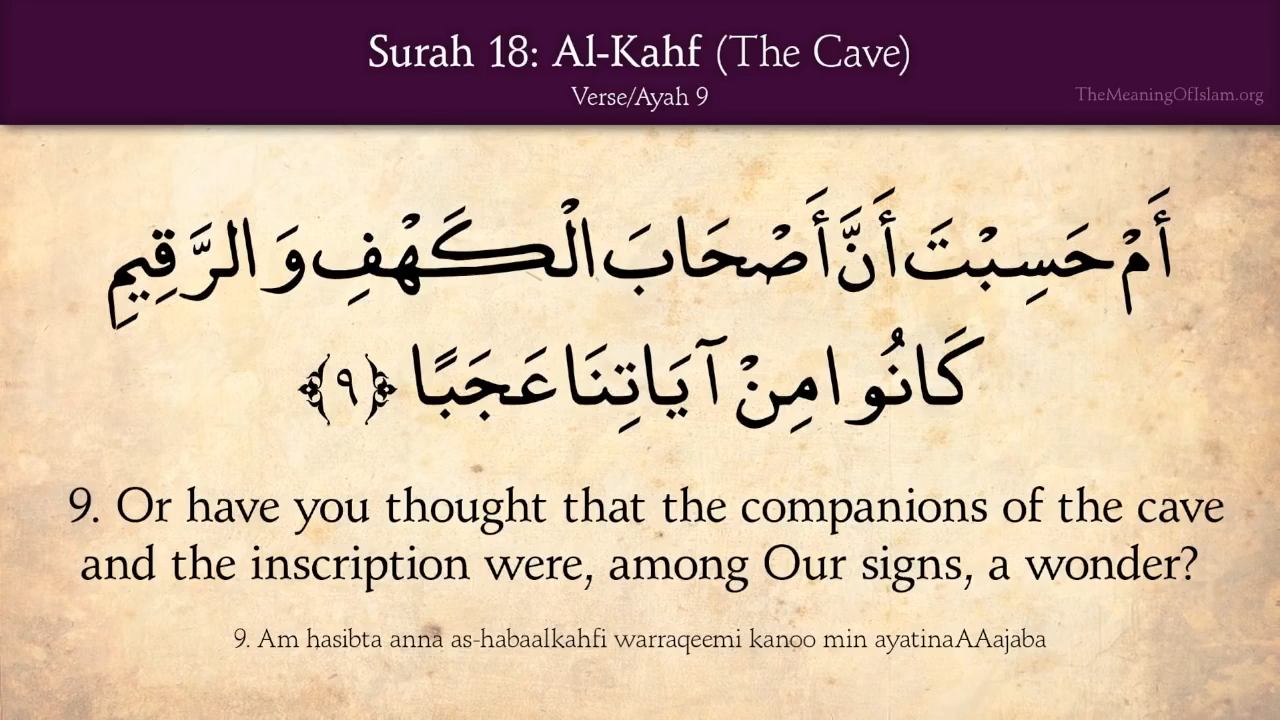 Surah 18: Al-Kahf (The Cave)
Verse/Ayah 9
TheMeaningOfIslam.org
أَمْ حَسِبْتَ أَنَّ أَصْحَابَ الْكَهْفِ وَالرَّقِيمِ
كَانُوا مِنْ آيَاتِنَا عَجَبًا ﴿٩﴾
9. Or have you thought that the companions of the cave
and the inscription were, among Our signs, a wonder?
9. Am hasibta anna as-habaalkahfi warraqeemi kanoo min ayatinaAAajaba